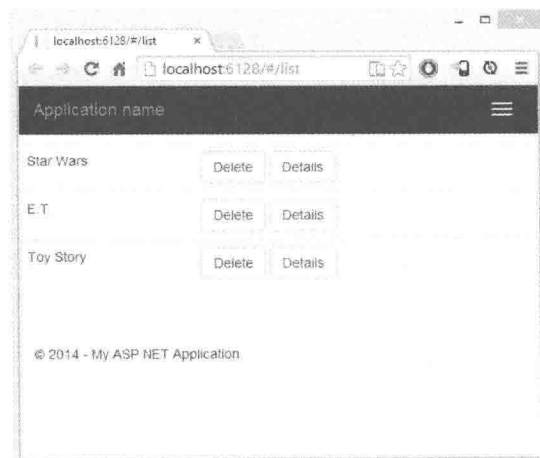 localhost:6128/#/list
localhost:6128/#/list
Application name
Star Wars Delete Details
E.T Delete Details
Toy Story Delete Details
© 2014 - My ASP NET Application